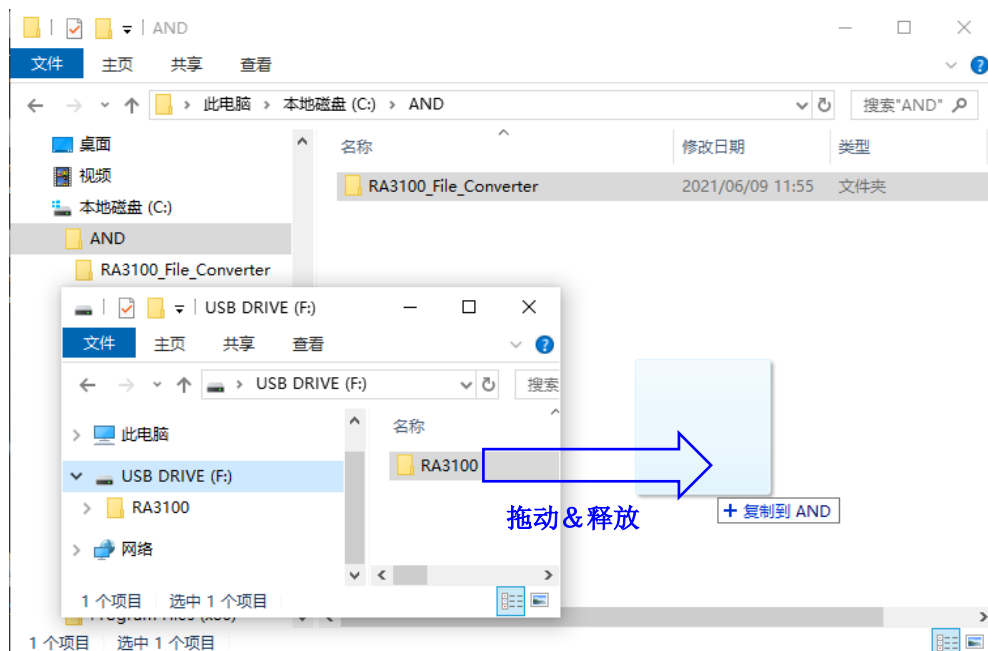 AND
文件 主页 共享 查看
此电脑 › 本地磁盘 (C:) › AND 搜索"AND"
桌面
视频
本地磁盘 (C:)
AND
RA3100_File_Converter
名称 修改日期 类型
RA3100_File_Converter 2021/06/09 11:55 文件夹
USB DRIVE (F:)
文件 主页 共享 查看
USB DRIVE (F:) 搜索
此电脑
USB DRIVE (F:)
RA3100
网络
名称
RA3100
1 个项目 选中 1 个项目
拖动＆释放
+ 复制到 AND
Program Files (x86)
1 个项目 选中 1 个项目